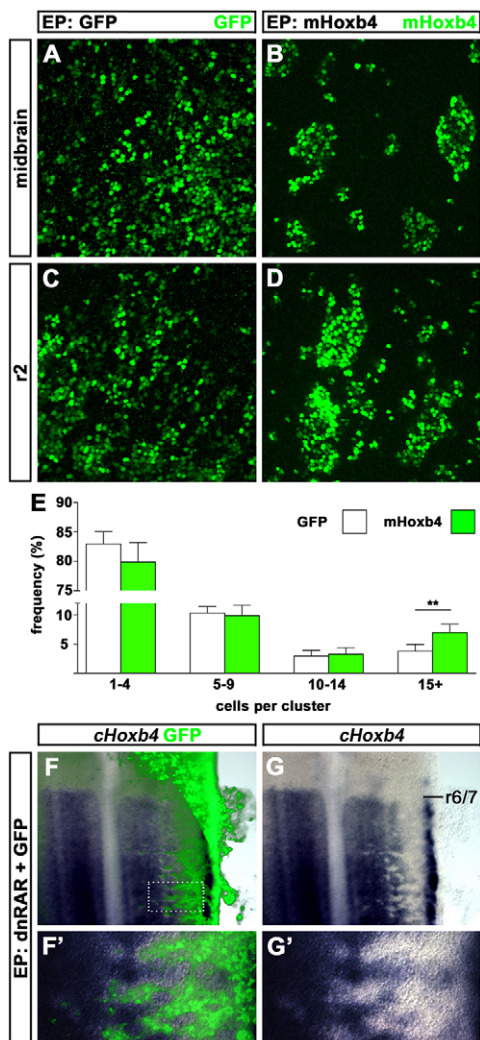 EP: GFP GFP
EP: mHoxb4 mHoxb4
midbrain
A
B
r2
C
D
E
GFP
mHoxb4
frequency (%)
90
85
80
75
10
5
**
1-4
5-9
10-14
15+
cells per cluster
cHoxb4 GFP
cHoxb4
EP: dnRAR + GFP
F
G
r6/7
F'
G'